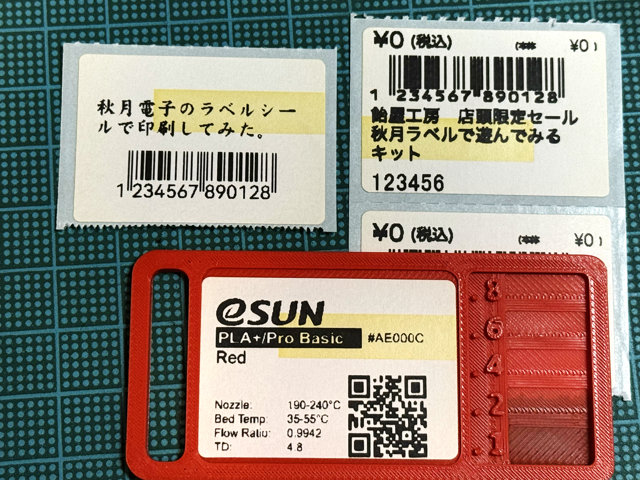 秋月電子のラベルシー
ルで印刷してみた。
1 234567 890128
¥0 (税込)
¥0
1 234567 890128
飴屋工房 店頭限定セール
秋月ラベルで遊んでみる
キット
123456
¥0 (税込)
¥0
eSUN
PLA+/Pro Basic #AE000C
Red
Nozzle: 190-240°C
Bed Temp: 35-55°C
Flow Ratio: 0.9942
TD: 4.8
.8
.6
.4
.2
.1